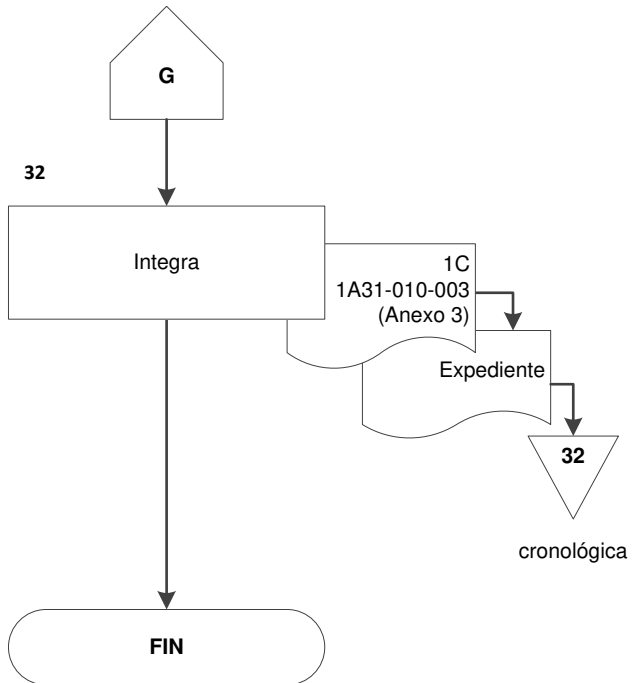 G
32
Integra
1C
1A31-010-003
(Anexo 3)
Expediente
32
cronológica
FIN